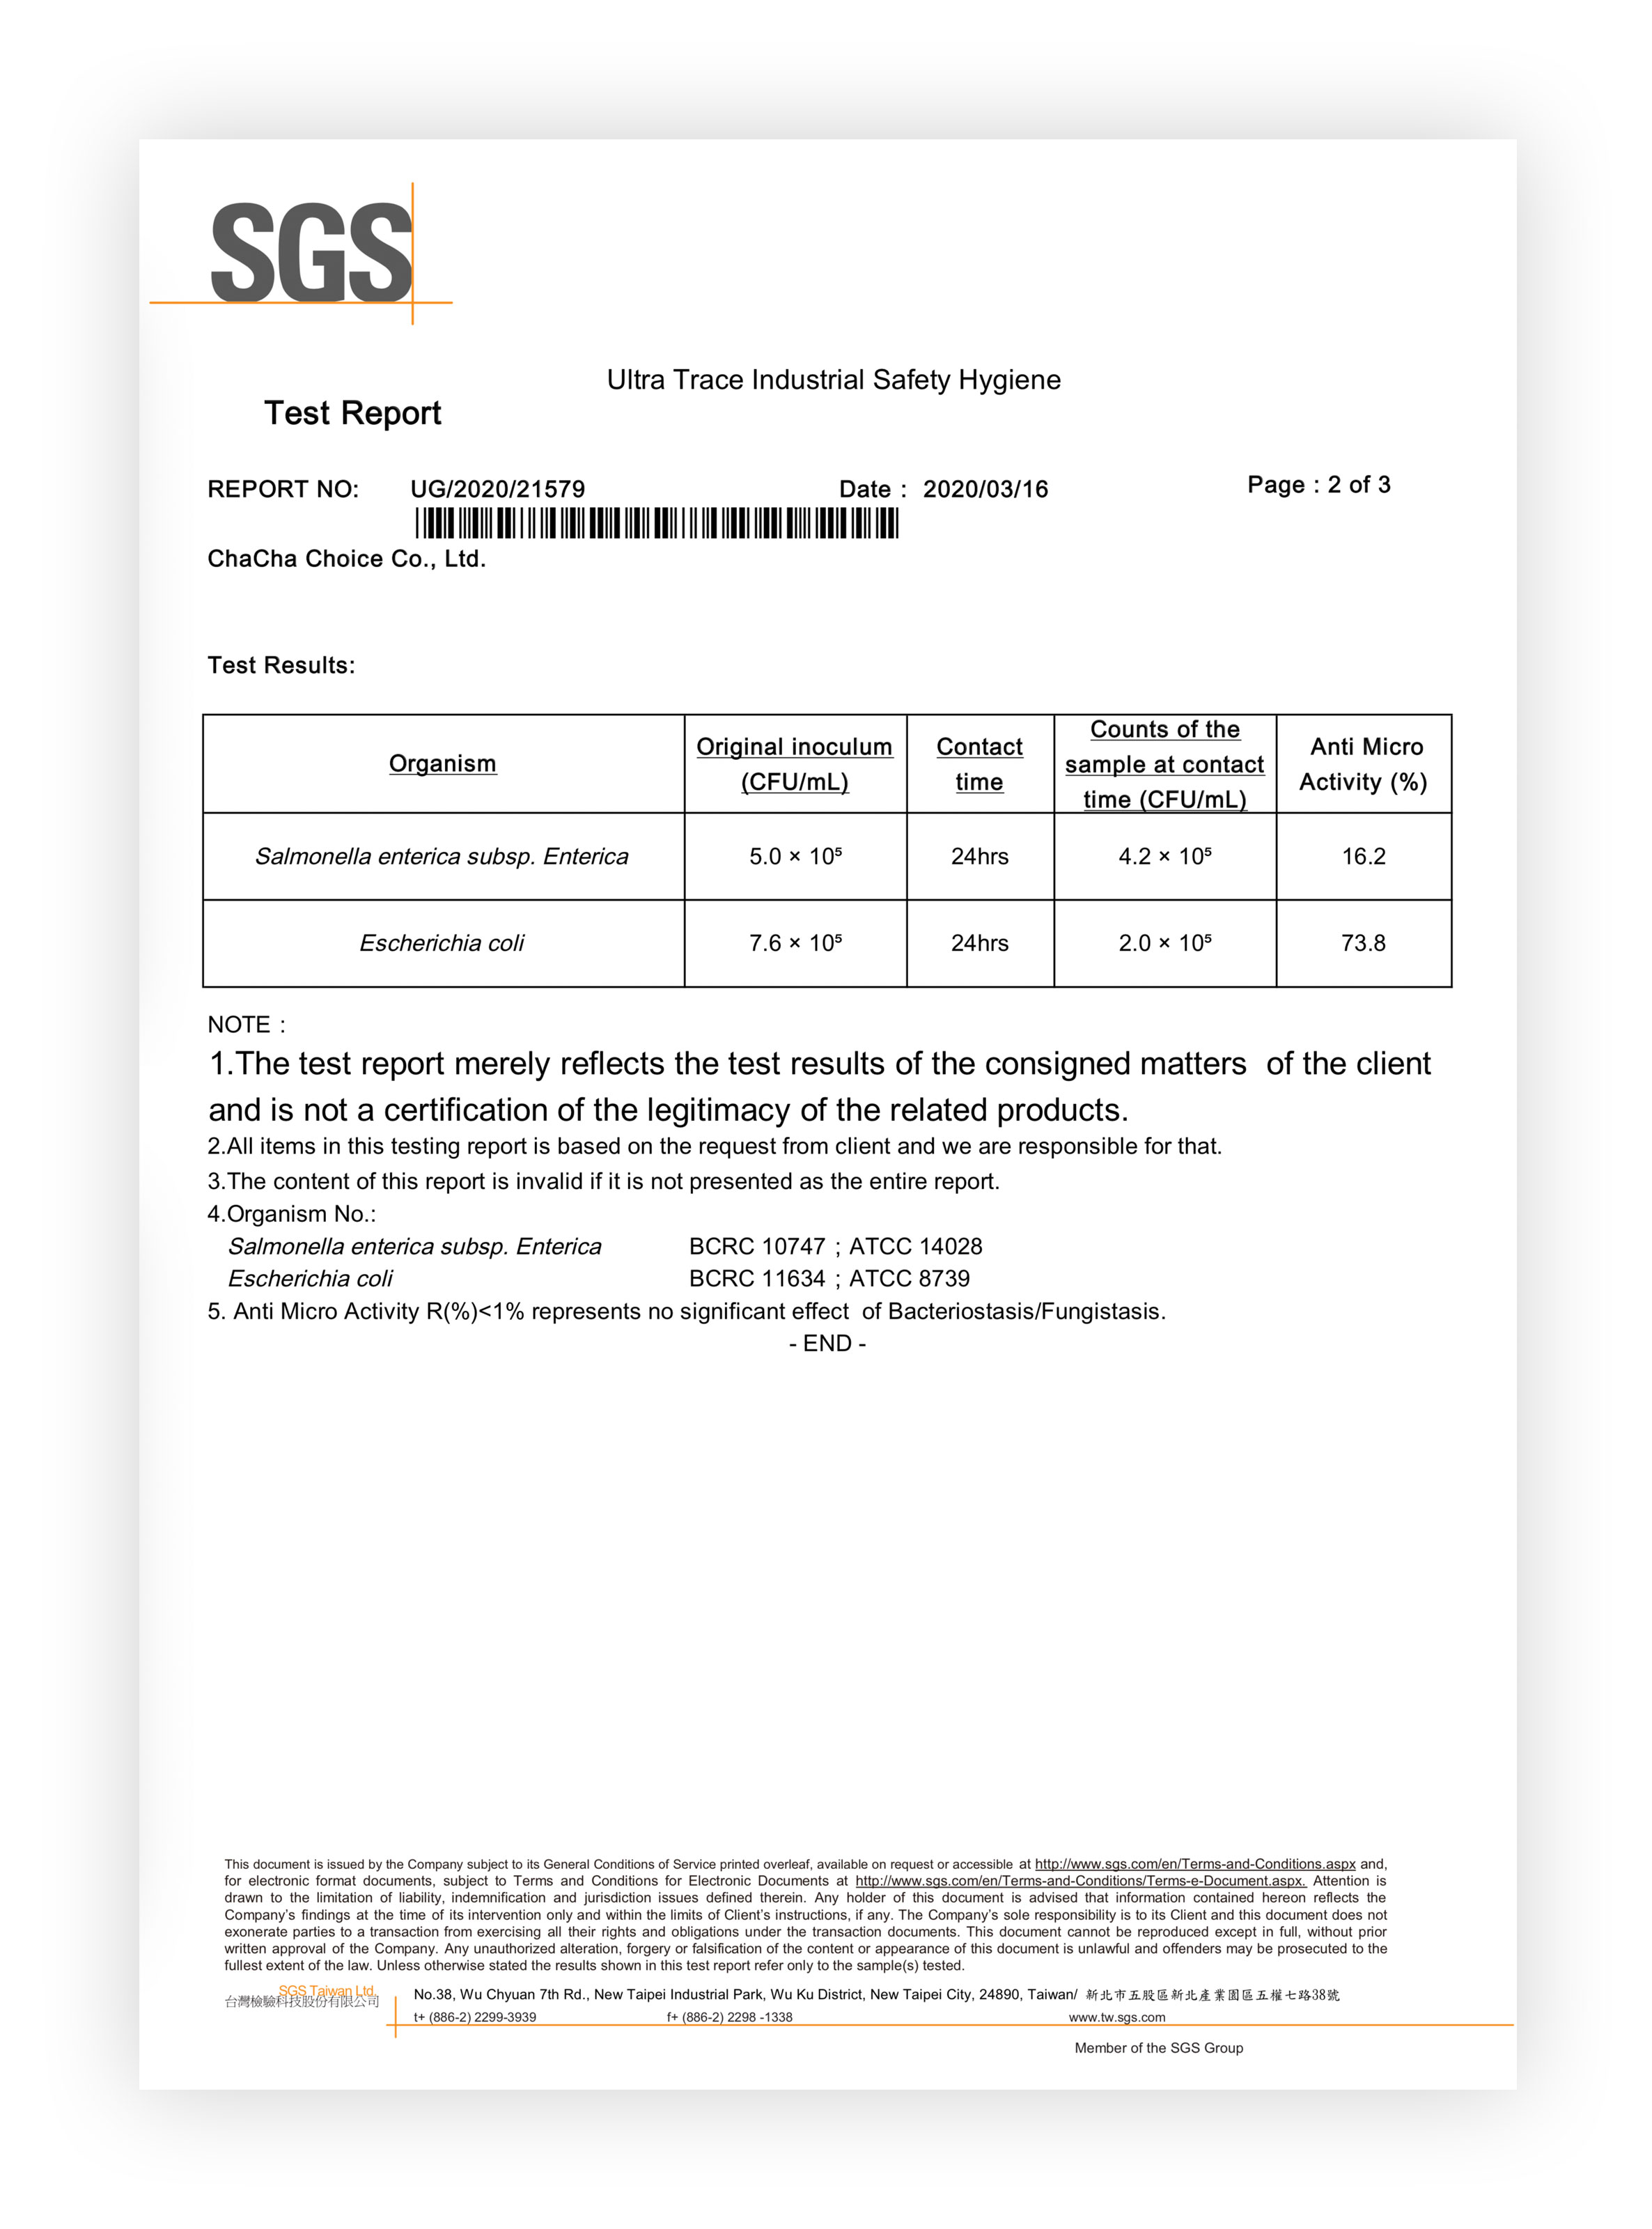 SGS
Ultra Trace Industrial Safety Hygiene
Test Report
REPORT NO: UG/2020/21579 Date : 2020/03/16 Page : 2 of 3
ChaCha Choice Co., Ltd.
Test Results:
Organism
Original inoculum
(CFU/mL)
Contact
time
Counts of the
sample at contact
time (CFU/mL)
Anti Micro
Activity (%)
Salmonella enterica subsp. Enterica 5.0 × 10⁵ 24hrs 4.2 × 10⁵ 16.2
Escherichia coli 7.6 × 10⁵ 24hrs 2.0 × 10⁵ 73.8
NOTE :
1.The test report merely reflects the test results of the consigned matters of the client
and is not a certification of the legitimacy of the related products.
2.All items in this testing report is based on the request from client and we are responsible for that.
3.The content of this report is invalid if it is not presented as the entire report.
4.Organism No.:
Salmonella enterica subsp. Enterica BCRC 10747 ; ATCC 14028
Escherichia coli BCRC 11634 ; ATCC 8739
5. Anti Micro Activity R(%)<1% represents no significant effect of Bacteriostasis/Fungistasis.
- END -
This document is issued by the Company subject to its General Conditions of Service printed overleaf, available on request or accessible at http://www.sgs.com/en/Terms-and-Conditions.aspx and,
for electronic format documents, subject to Terms and Conditions for Electronic Documents at http://www.sgs.com/en/Terms-and-Conditions/Terms-e-Document.aspx. Attention is
drawn to the limitation of liability, indemnification and jurisdiction issues defined therein. Any holder of this document is advised that information contained hereon reflects the
Company's findings at the time of its intervention only and within the limits of Client's instructions, if any. The Company's sole responsibility is to its Client and this document does not
exonerate parties to a transaction from exercising all their rights and obligations under the transaction documents. This document cannot be reproduced except in full, without prior
written approval of the Company. Any unauthorized alteration, forgery or falsification of the content or appearance of this document is unlawful and offenders may be prosecuted to the
fullest extent of the law. Unless otherwise stated the results shown in this test report refer only to the sample(s) tested.
SGS Taiwan Ltd.
台灣檢驗科技股份有限公司
No.38, Wu Chyuan 7th Rd., New Taipei Industrial Park, Wu Ku District, New Taipei City, 24890, Taiwan/ 新北市五股區新北產業園區五權七路38號
t+ (886-2) 2299-3939 f+ (886-2) 2298 -1338 www.tw.sgs.com
Member of the SGS Group